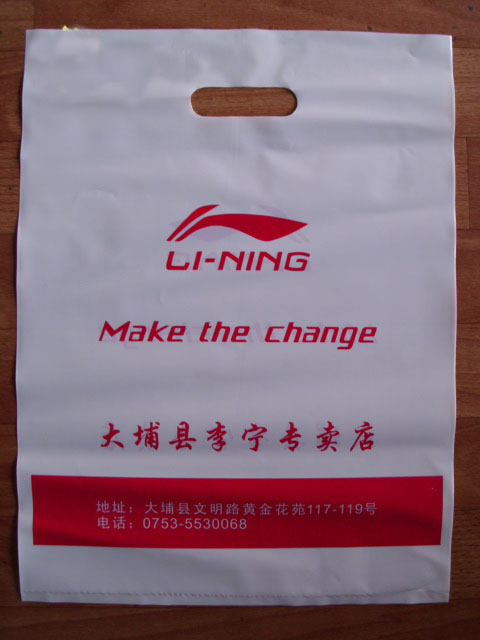 LI-NING
Make the change
大埔县李宁专卖店
地址：大埔县文明路黄金花苑117-119号
电话：0753-5530068